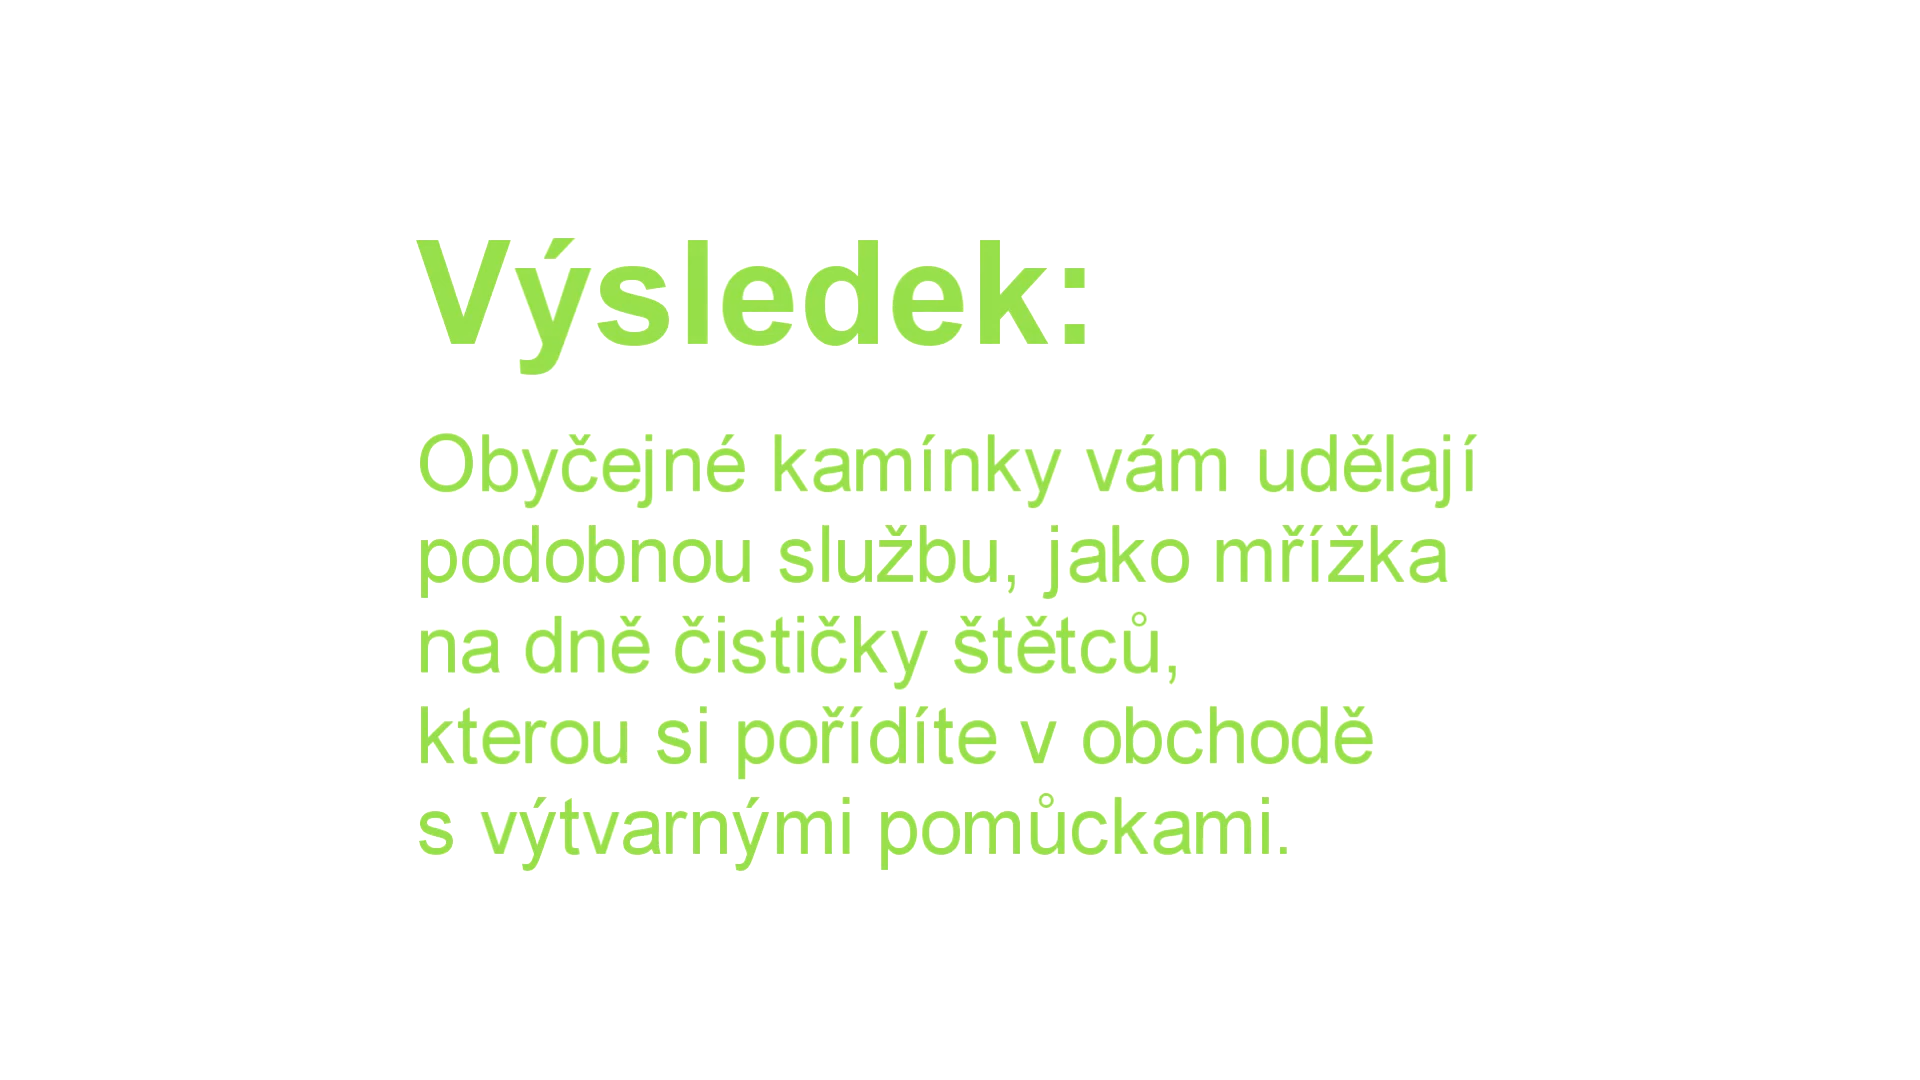 Výsledek:
Obyčejné kamínky vám udělají
podobnou službu, jako mřížka
na dně čističky štětců,
kterou si pořídíte v obchodě
s výtvarnými pomůckami.